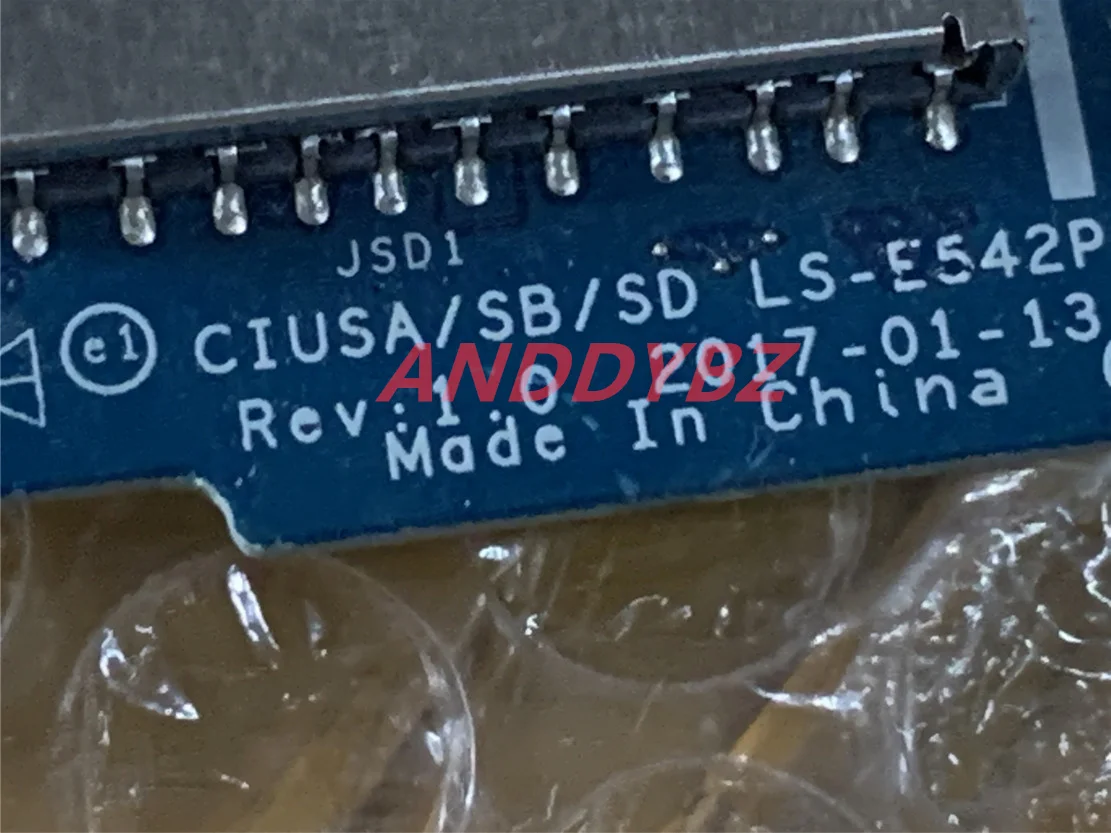 JSD1
e1 CIUSA/SB/SD LS-E542P
Rev:1.0 2017-01-13
ANDDYBZ
Made In China